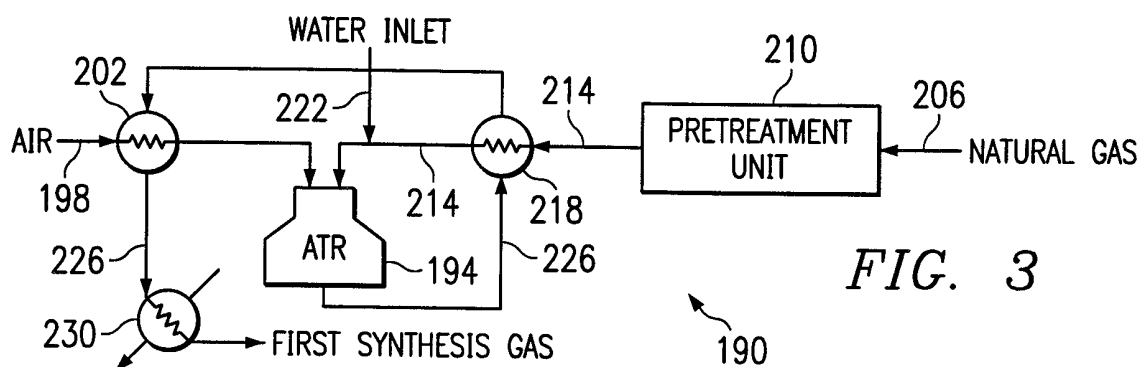 WATER INLET
202
210
222
214
206
AIR
PRETREATMENT
UNIT
NATURAL GAS
198
214
218
ATR
226
194
226
FIG. 3
230
FIRST SYNTHESIS GAS
190